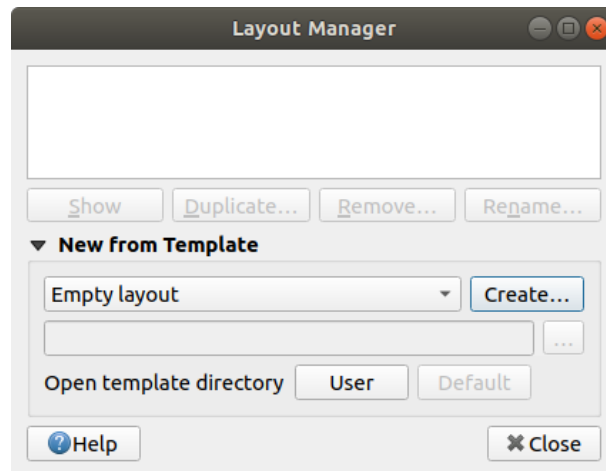 Layout Manager
Show Duplicate... Remove... Rename...
New from Template
Empty layout Create...
...
Open template directory User Default
Help Close